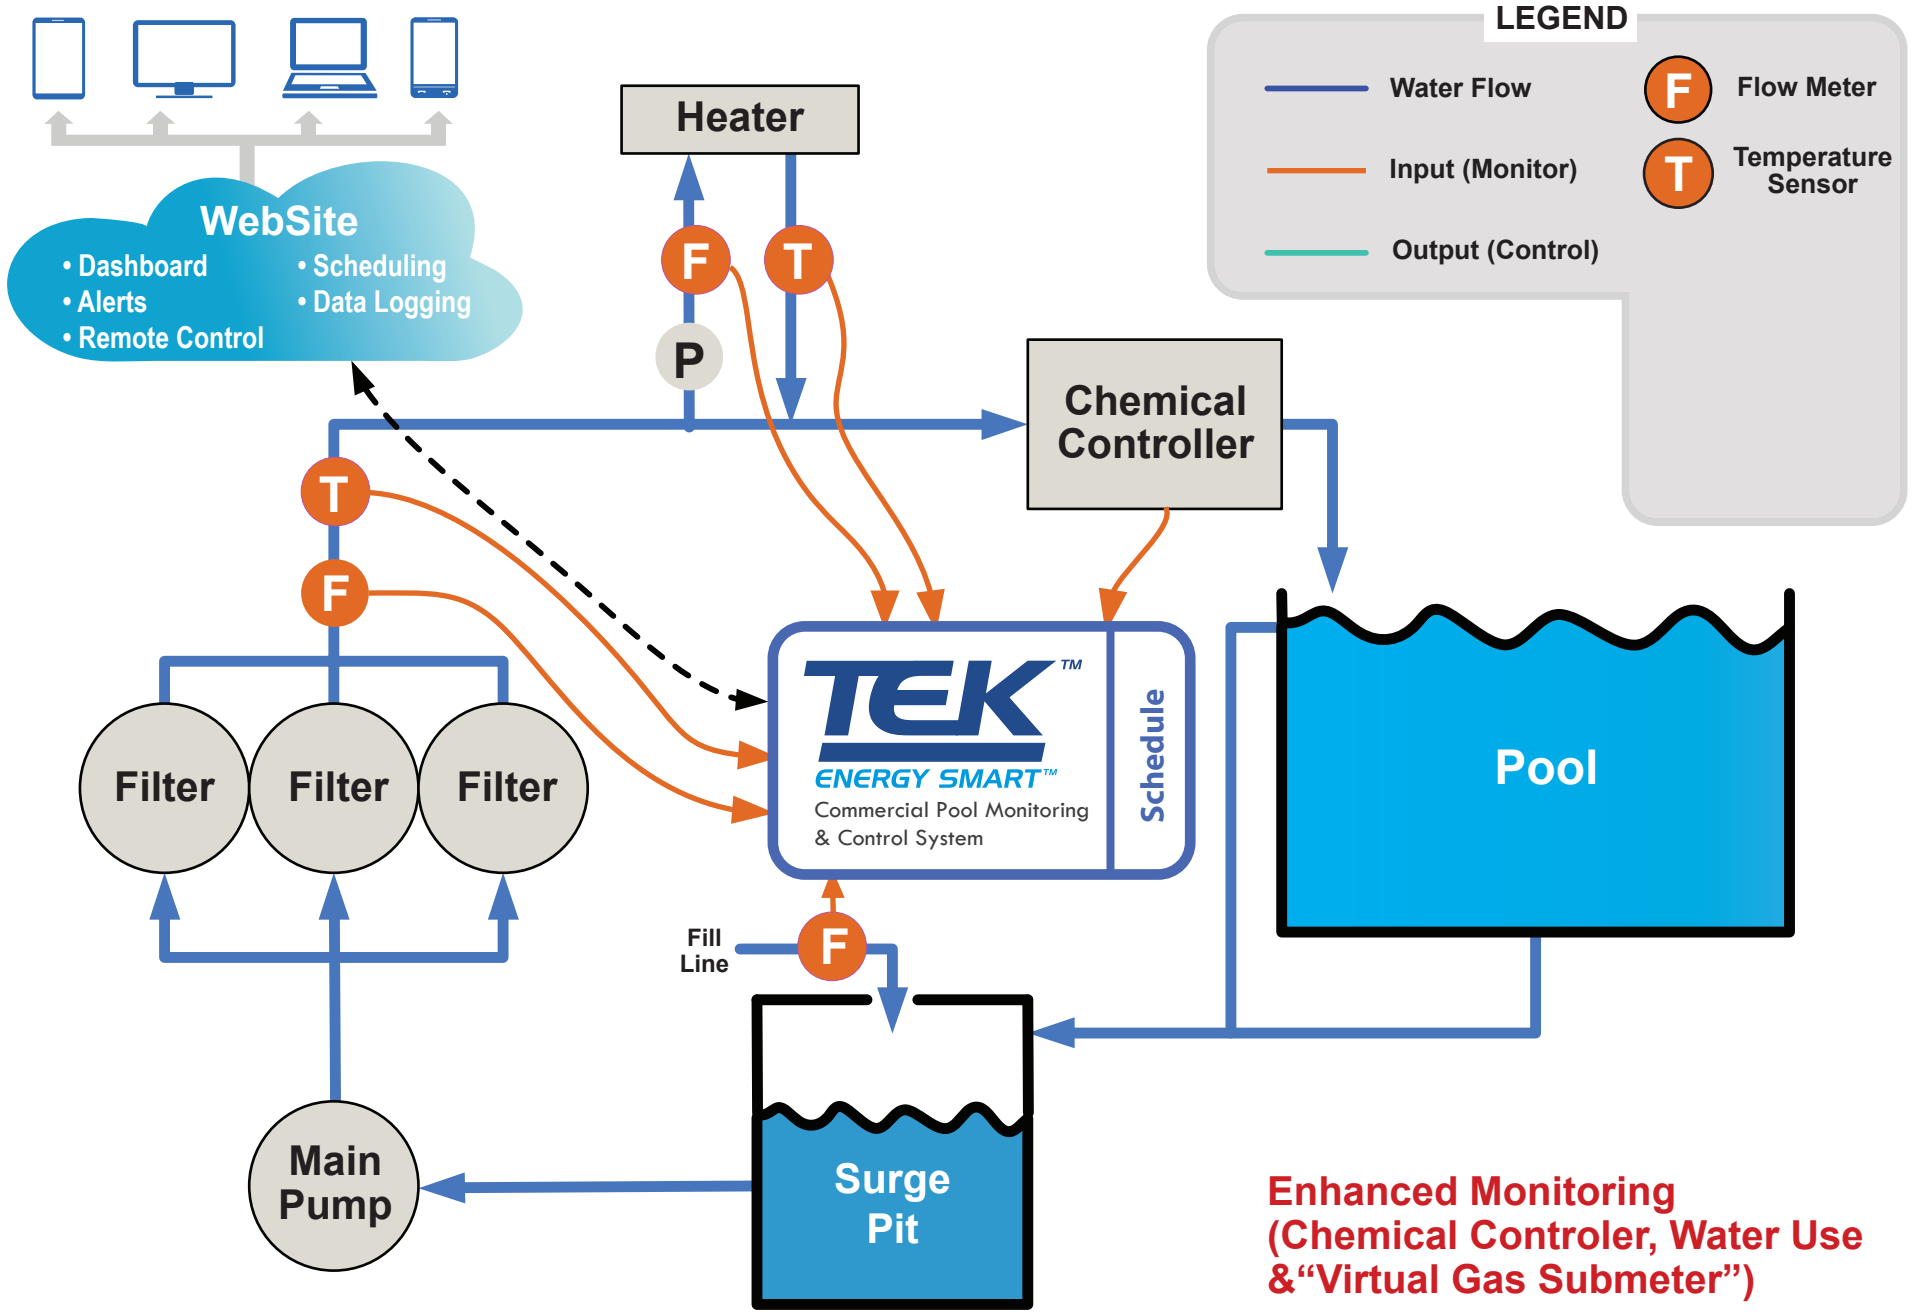 LEGEND
Water Flow
F
Flow Meter
Input (Monitor)
T
Temperature
Sensor
Output (Control)
WebSite
• Dashboard
• Alerts
• Remote Control
• Scheduling
• Data Logging
Heater
F
T
P
Chemical
Controller
T
F
Filter
Filter
Filter
TEK™
ENERGY SMART™
Commercial Pool Monitoring
& Control System
Schedule
Pool
Fill
Line
F
Main
Pump
Surge
Pit
Enhanced Monitoring
(Chemical Controler, Water Use
&“Virtual Gas Submeter”)